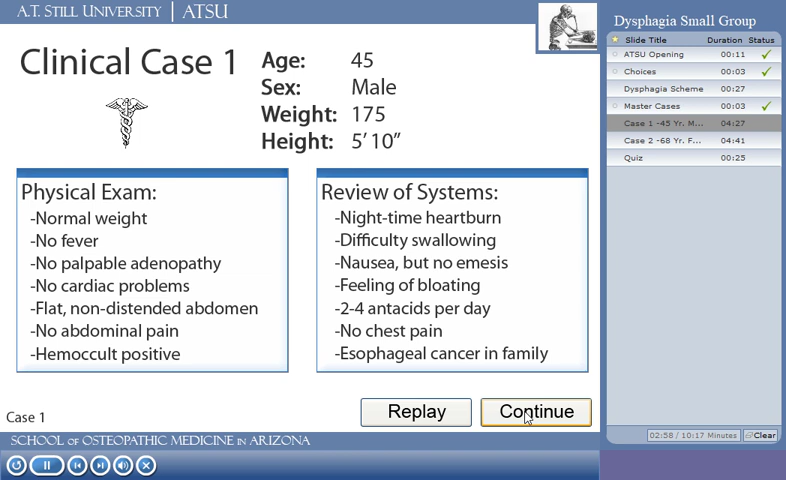 A.T. STILL UNIVERSITY | ATSU
Clinical Case 1
Age: 45
Sex: Male
Weight: 175
Height: 5' 10"
Physical Exam:
-Normal weight
-No fever
-No palpable adenopathy
-No cardiac problems
-Flat, non-distended abdomen
-No abdominal pain
-Hemoccult positive
Review of Systems:
-Night-time heartburn
-Difficulty swallowing
-Nausea, but no emesis
-Feeling of bloating
-2-4 antacids per day
-No chest pain
-Esophageal cancer in family
Replay
Continue
Case 1
SCHOOL OF OSTEOPATHIC MEDICINE IN ARIZONA
Dysphagia Small Group
Slide Title Duration Status
ATSU Opening 00:11
Choices 00:03
Dysphagia Scheme 00:27
Master Cases 00:03
Case 1 -45 Yr. M... 04:27
Case 2 -68 Yr. F... 04:41
Quiz 00:25
02:58 / 10:17 Minutes Clear